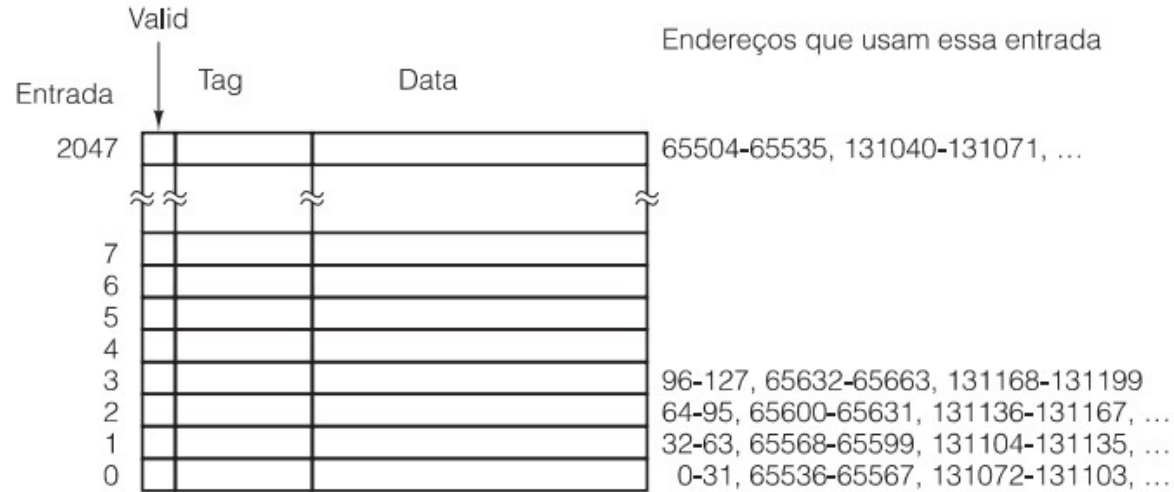 Valid
Endereços que usam essa entrada
Entrada Tag Data
2047 65504-65535, 131040-131071, …
7
6
5
4
3 96-127, 65632-65663, 131168-131199
2 64-95, 65600-65631, 131136-131167, …
1 32-63, 65568-65599, 131104-131135, …
0 0-31, 65536-65567, 131072-131103, …